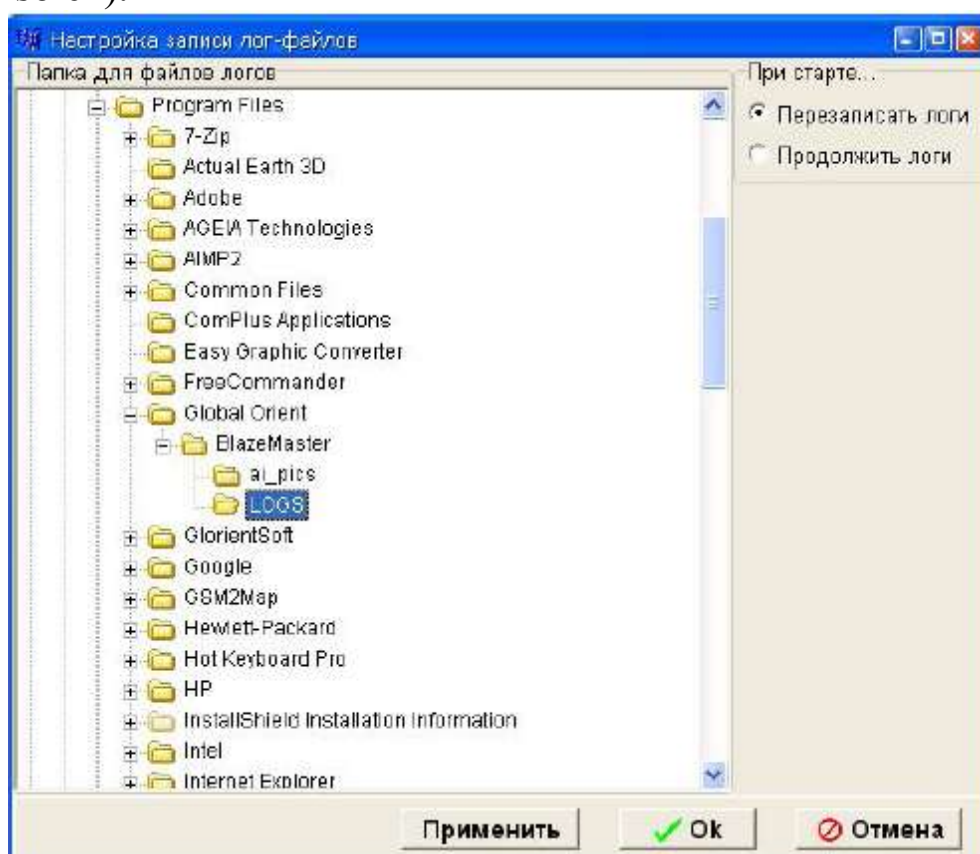 Настройка записи лог-файлов
Папка для файлов логов
При старте...
Program Files
Перезаписать логи
7-Zip
Продолжить логи
Actual Earth 3D
Adobe
AGEIA Technologies
AIMP2
Common Files
ComPlus Applications
Easy Graphic Converter
FreeCommander
Global Orient
BlazeMaster
ai_pics
LOGS
GlorientSoft
Google
GSM2Map
Hewlett-Packard
Hot Keyboard Pro
HP
InstallShield Installation Information
Intel
Internet Explorer
Применить
Ok
Отмена